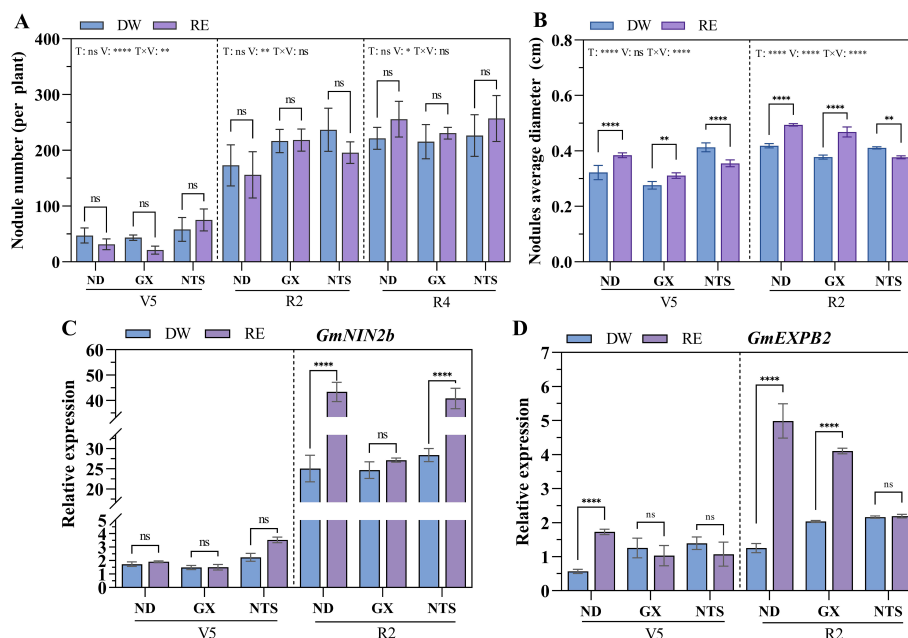 A
DW RE
Nodule number (per plant)
400
300
200
100
0
T: ns V: **** T×V: **
T: ns V: ** T×V: ns
T: ns V: * T×V: ns
ns ns ns ns ns ns ns ns ns
ND GX NTS ND GX NTS ND GX NTS
V5 R2 R4
B
DW RE
Nodules average diameter (cm)
0.8
0.6
0.4
0.2
0.0
T: **** V: ns T×V: ****
T: **** V: **** T×V: ****
**** ** **** **** **** **
ND GX NTS ND GX NTS
V5 R2
C
DW RE
GmNIN2b
Relative expression
60
50
40
30
25
20
4
3
2
1
0
ns ns ns **** ns ****
ND GX NTS ND GX NTS
V5 R2
D
DW RE
GmEXPB2
Relative expression
7
6
5
4
3
2
1
0
**** ns ns **** **** ns
ND GX NTS ND GX NTS
V5 R2